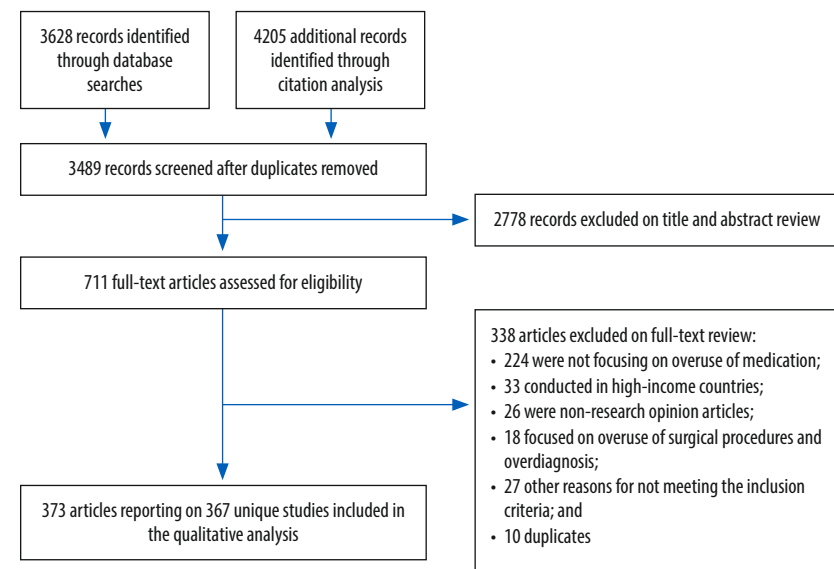 3628 records identified
through database
searches
4205 additional records
identified through
citation analysis
3489 records screened after duplicates removed
2778 records excluded on title and abstract review
711 full-text articles assessed for eligibility
338 articles excluded on full-text review:
• 224 were not focusing on overuse of medication;
• 33 conducted in high-income countries;
• 26 were non-research opinion articles;
• 18 focused on overuse of surgical procedures and
overdiagnosis;
• 27 other reasons for not meeting the inclusion
criteria; and
• 10 duplicates
373 articles reporting on 367 unique studies included in
the qualitative analysis